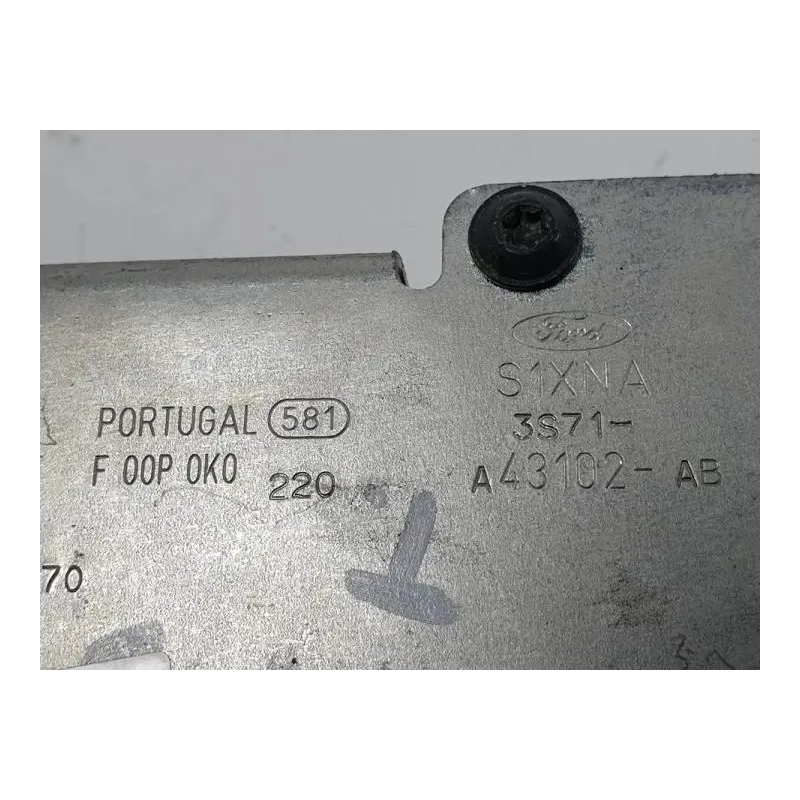 Ford
S1XNA
PORTUGAL 581
3S71-
F 00P 0K0 220
A43102-AB
70